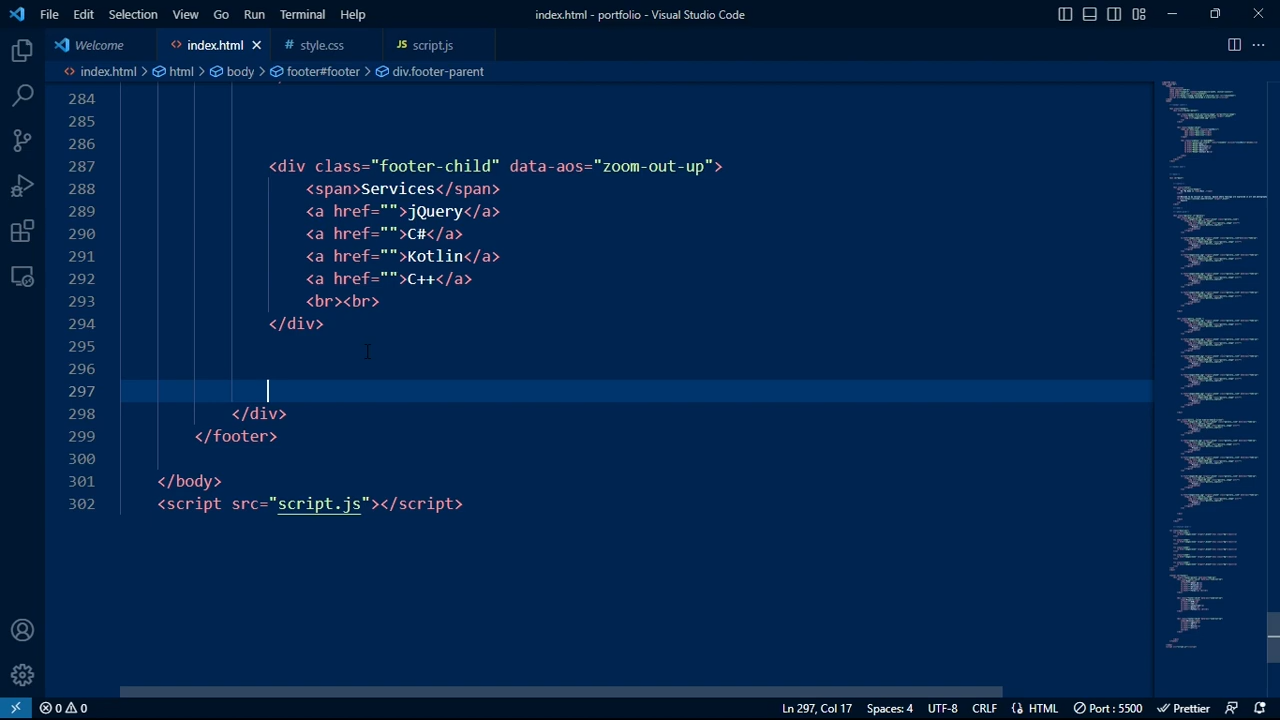 File Edit Selection View Go Run Terminal Help index.html - portfolio - Visual Studio Code
Welcome <> index.html # style.css JS script.js
<> index.html > html > body > footer#footer > div.footer-parent
284
285
286
287 <div class="footer-child" data-aos="zoom-out-up">
288 <span>Services</span>
289 <a href="">jQuery</a>
290 <a href="">C#</a>
291 <a href="">Kotlin</a>
292 <a href="">C++</a>
293 <br><br>
294 </div>
295
296
297
298 </div>
299 </footer>
300
301 </body>
302 <script src="script.js"></script>
0 0 Ln 297, Col 17 Spaces: 4 UTF-8 CRLF HTML Port : 5500 Prettier